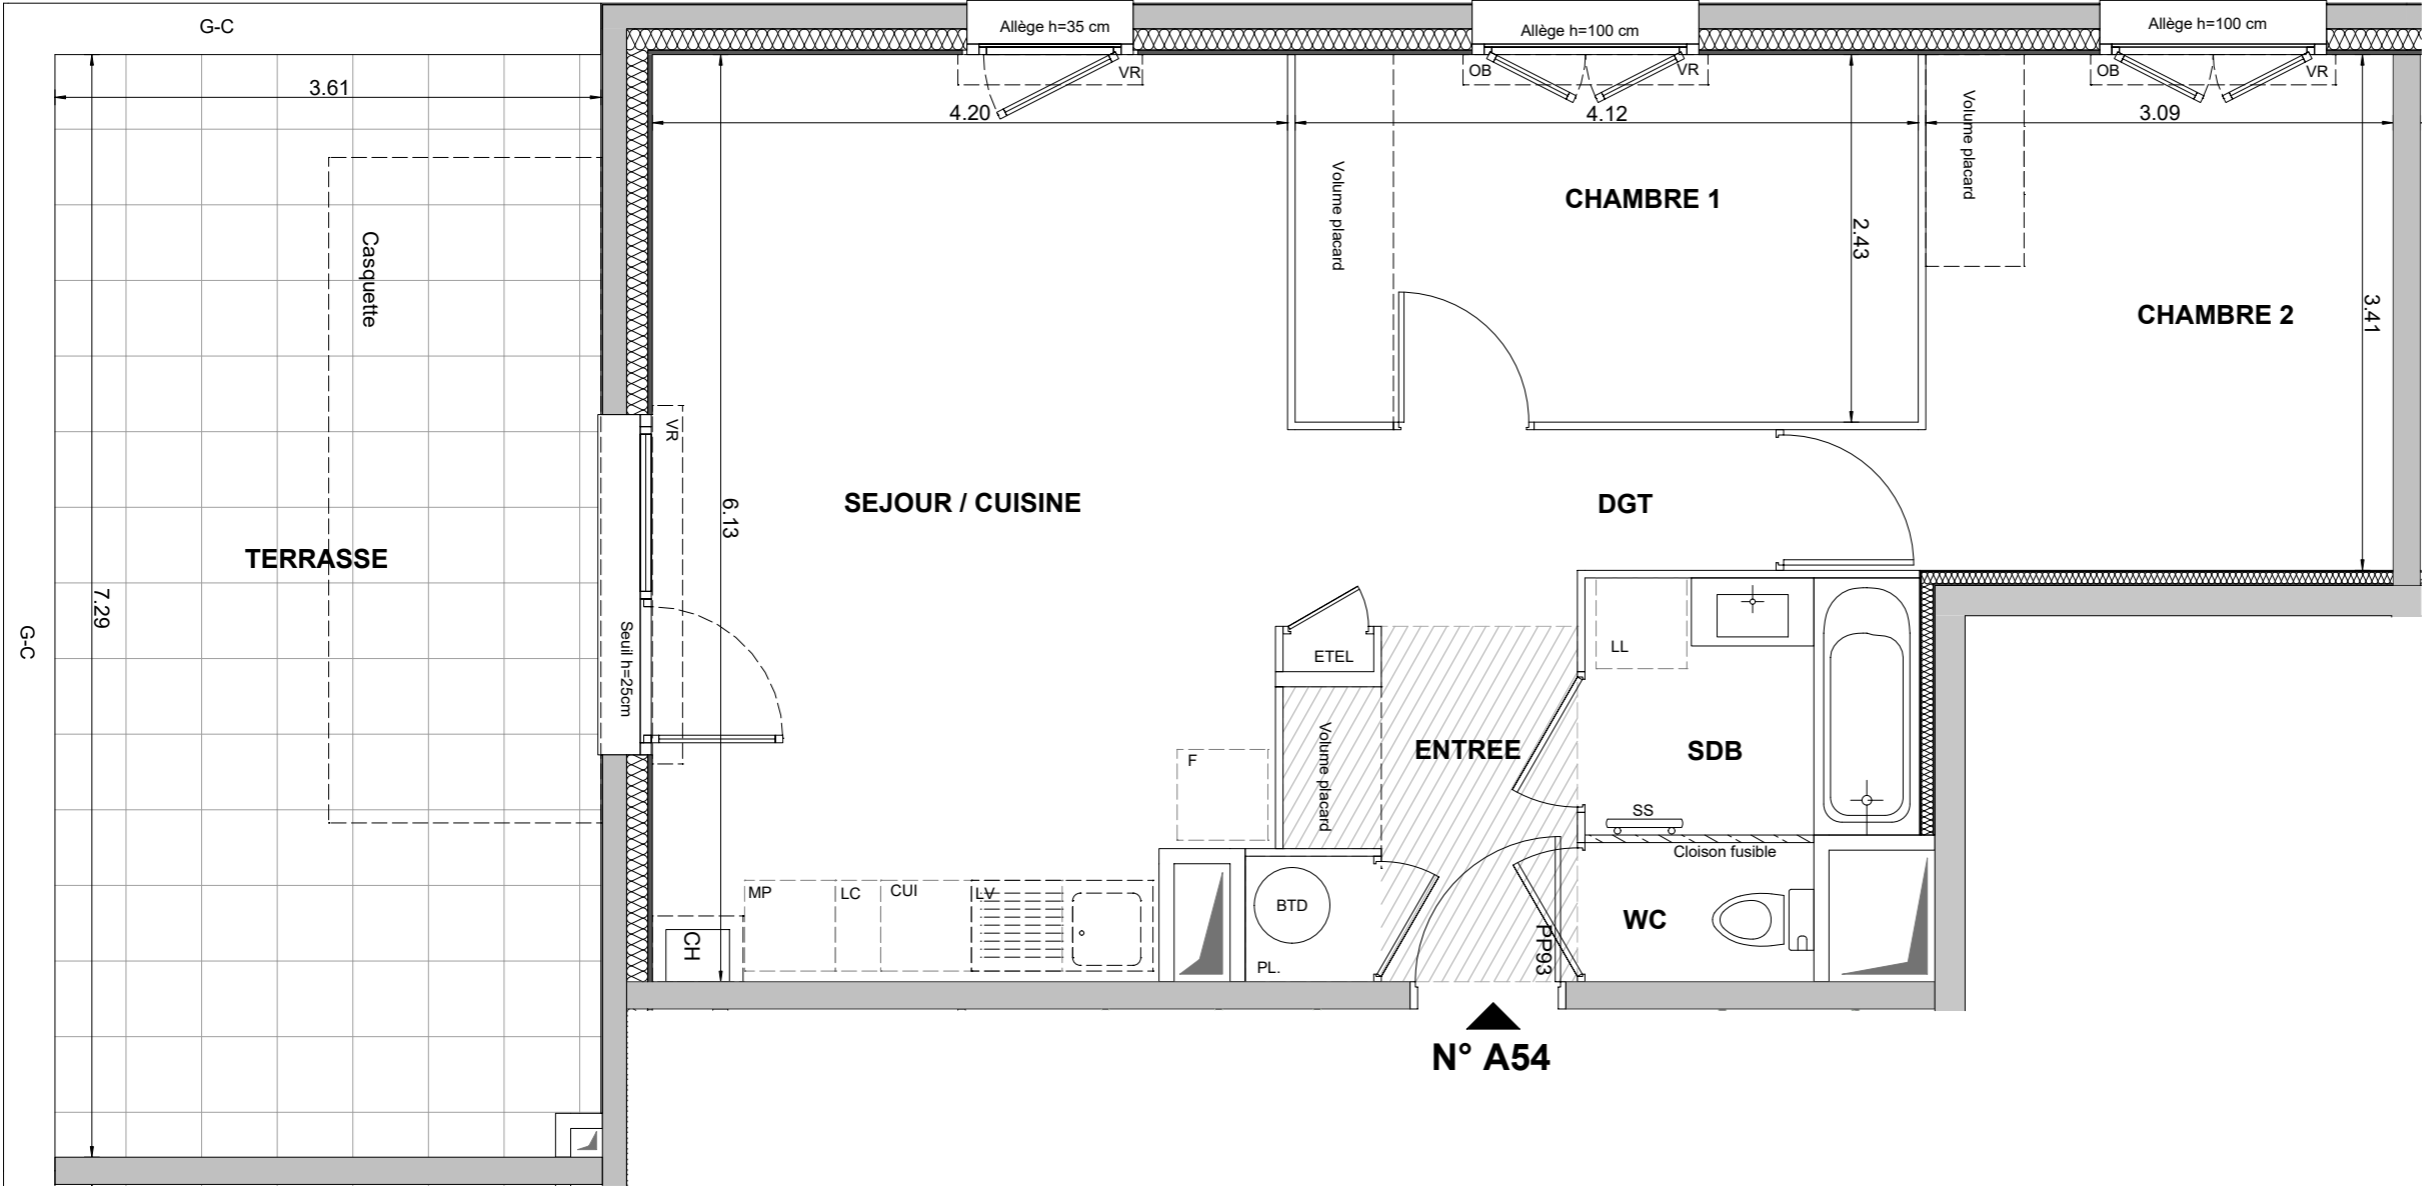 G-C
Allège h=35 cm
Allège h=100 cm
Allège h=100 cm
VR
OB
VR
OB
VR
3.61
4.20
4.12
3.09
Volume placard
Volume placard
CHAMBRE 1
2.43
CHAMBRE 2
3.41
Casquette
VR
6.13
SEJOUR / CUISINE
DGT
TERRASSE
7.29
G-C
Seuil h=25cm
ETEL
LL
Volume placard
ENTREE
SDB
F
SS
Cloison fusible
MP
LC
CUI
LV
BTD
WC
CH
PL.
PP93
N° A54